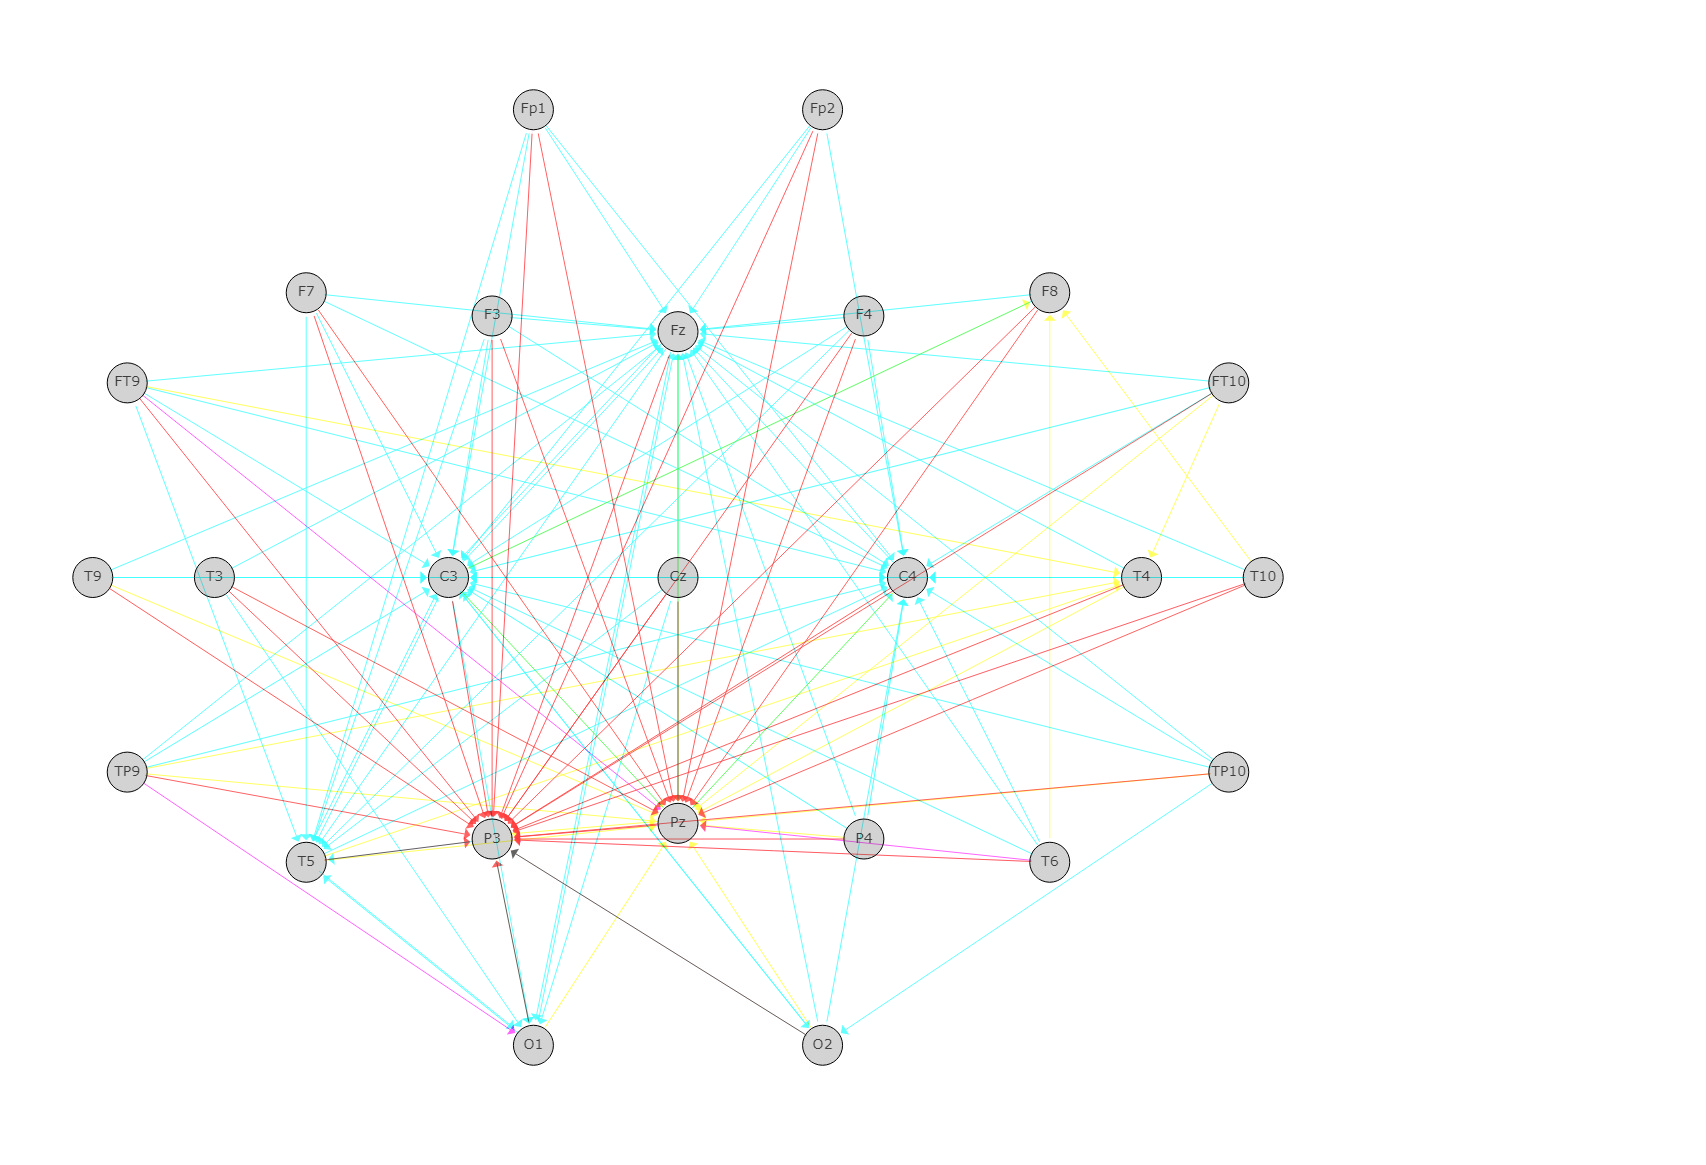 Fp1 Fp2
F7 F3 Fz F4 F8
FT9 FT10
T9 T3 C3 Cz C4 T4 T10
TP9 Pz TP10
T5 P3 P4 T6
O1 O2